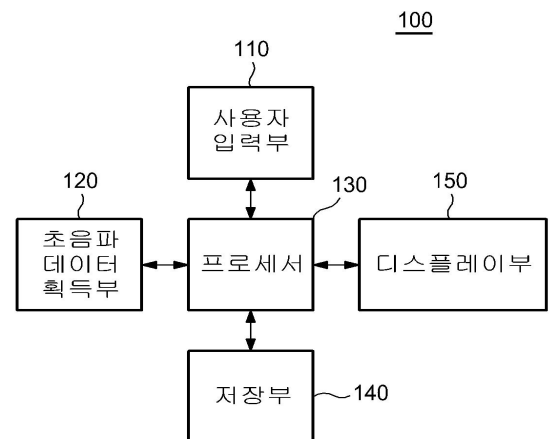 100
110
사용자
입력부
120
초음파
데이터
획득부
130
프로세서
150
디스플레이부
저장부
140